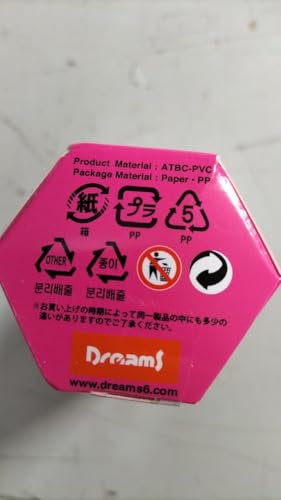 Product Material : ATBC-PVC
Package Material : Paper・PP
紙 プラ 5
箱 PP PP
OTHER 종이
분리배출 분리배출
※お買い上げの時期によって同一製品の中にも多少の
違いがありますのでご了承ください。
DreamS
www.dreams6.com